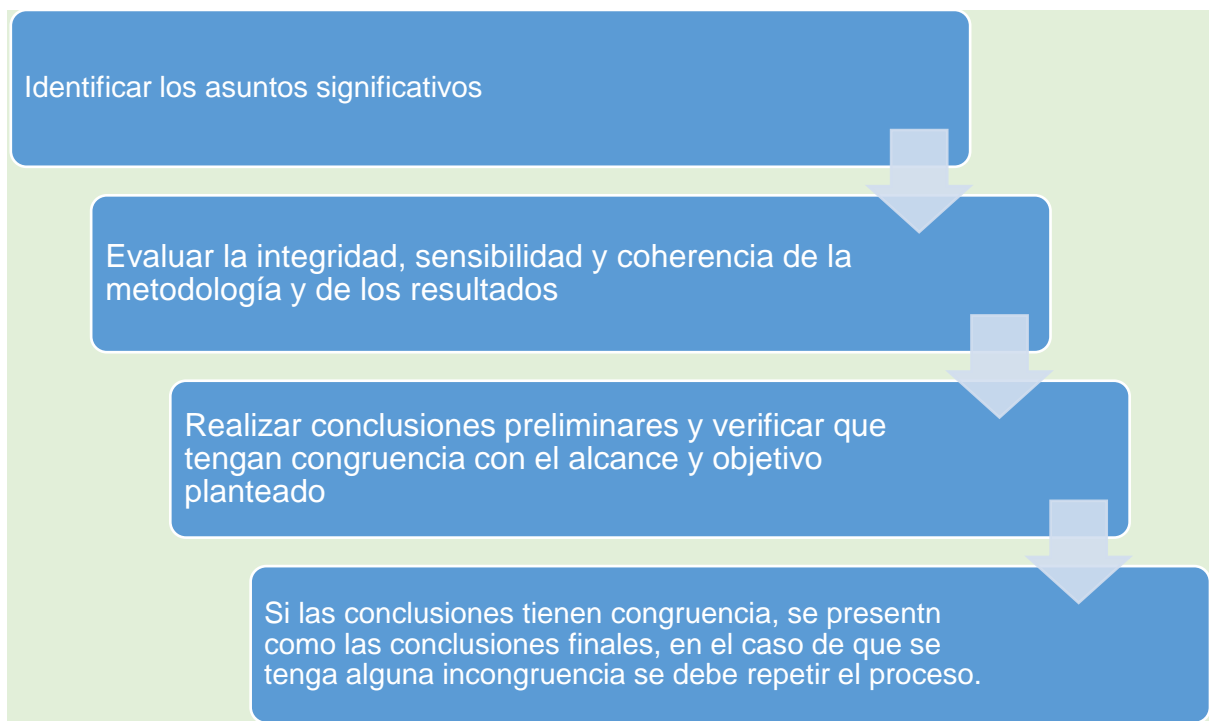 Identificar los asuntos significativos
Evaluar la integridad, sensibilidad y coherencia de la
metodología y de los resultados
Realizar conclusiones preliminares y verificar que
tengan congruencia con el alcance y objetivo
planteado
Si las conclusiones tienen congruencia, se presentn
como las conclusiones finales, en el caso de que se
tenga alguna incongruencia se debe repetir el proceso.